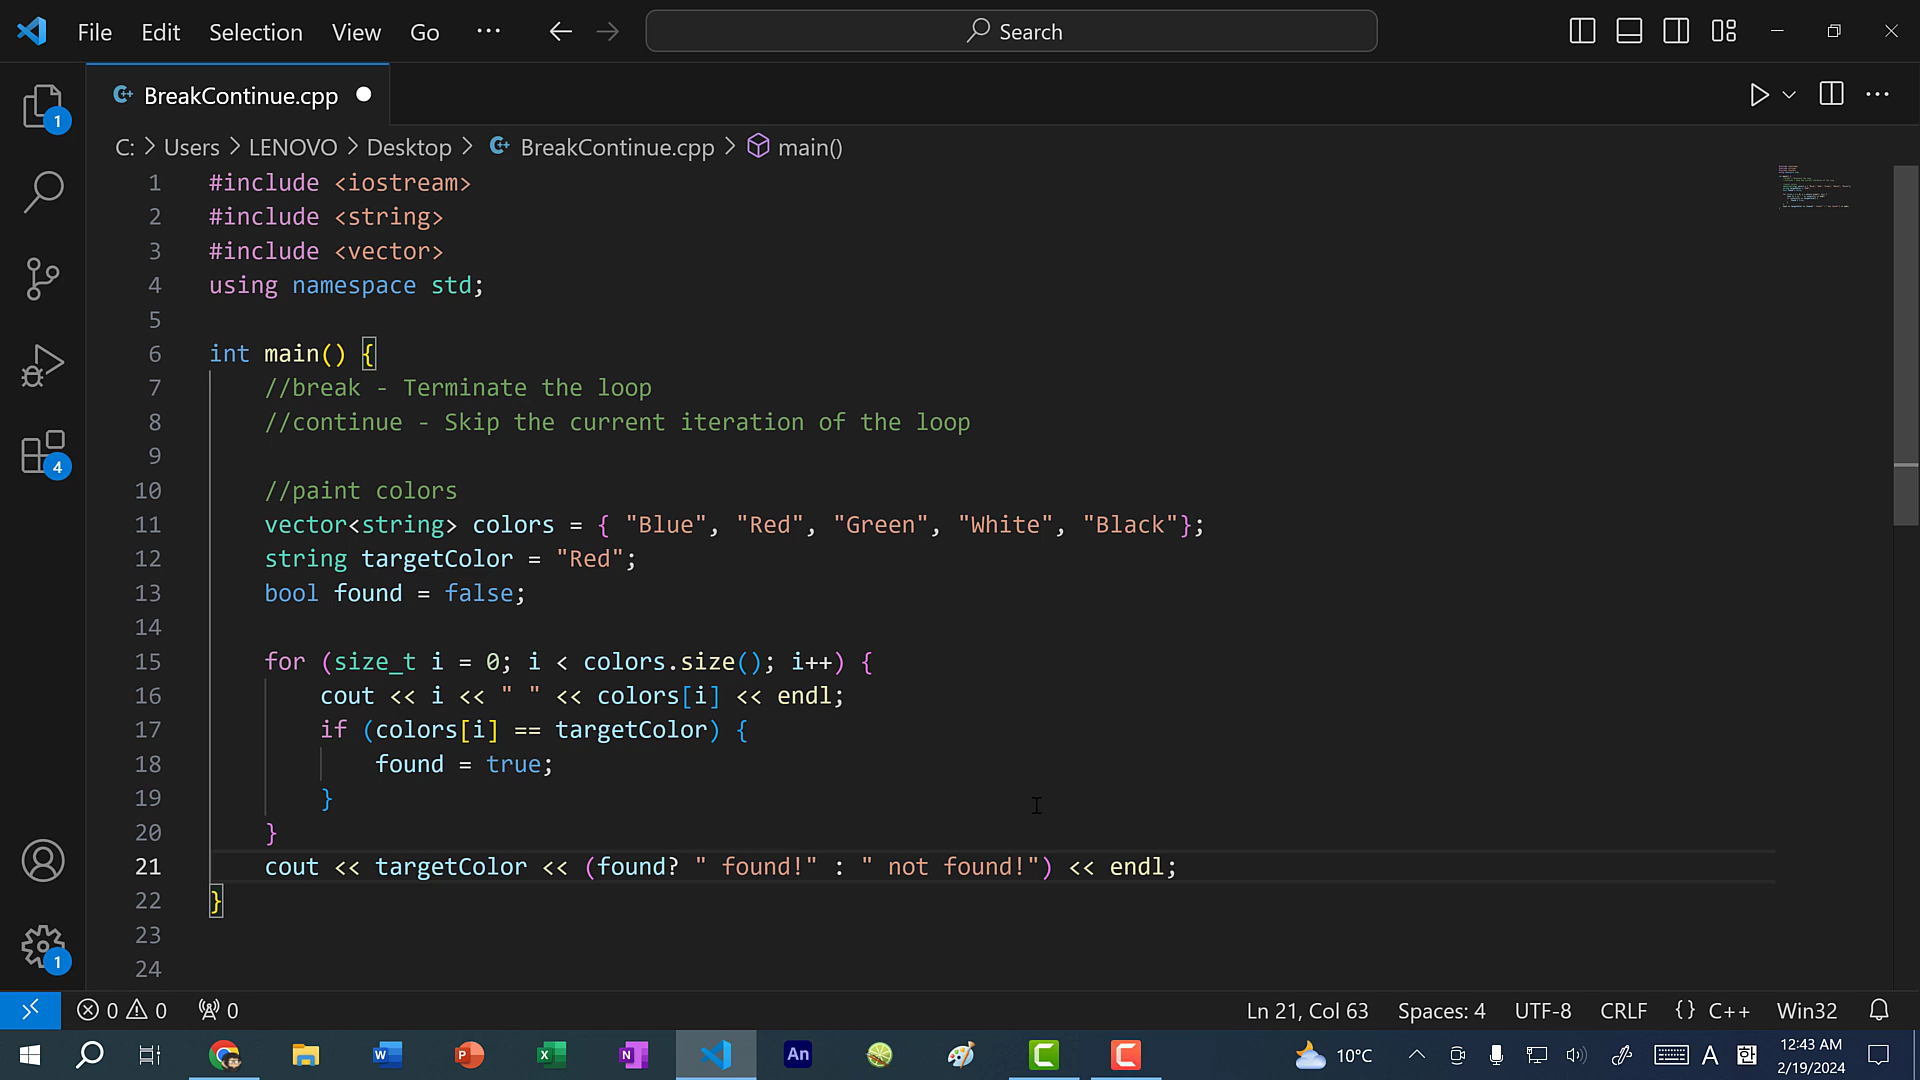 File Edit Selection View Go ··· Search
BreakContinue.cpp
C: > Users > LENOVO > Desktop > BreakContinue.cpp > main()
1 #include <iostream>
2 #include <string>
3 #include <vector>
4 using namespace std;
5
6 int main() {
7 //break - Terminate the loop
8 //continue - Skip the current iteration of the loop
9
10 //paint colors
11 vector<string> colors = { "Blue", "Red", "Green", "White", "Black"};
12 string targetColor = "Red";
13 bool found = false;
14
15 for (size_t i = 0; i < colors.size(); i++) {
16 cout << i << " " << colors[i] << endl;
17 if (colors[i] == targetColor) {
18 found = true;
19 }
20 }
21 cout << targetColor << (found? " found!" : " not found!") << endl;
22 }
23
24
1
4
1
0 0 0 Ln 21, Col 63 Spaces: 4 UTF-8 CRLF {} C++ Win32
W P X N An 10°C A 한 12:43 AM
2/19/2024